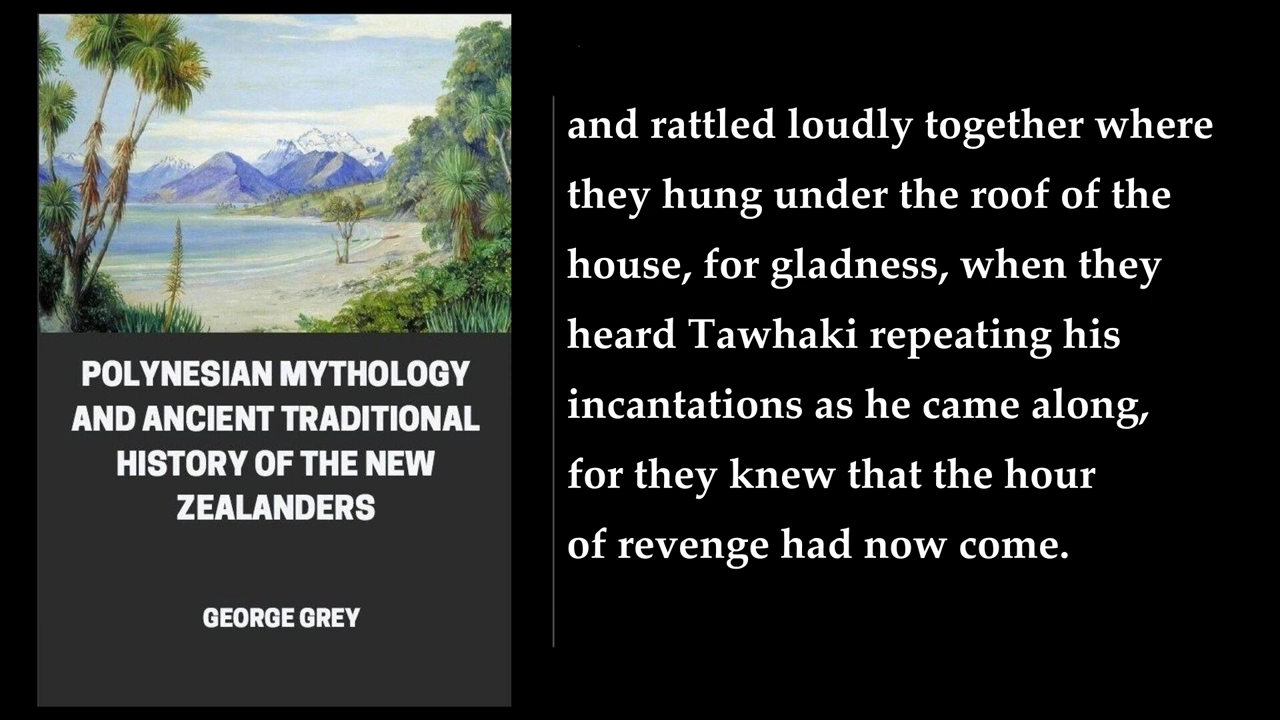 POLYNESIAN MYTHOLOGY
AND ANCIENT TRADITIONAL
HISTORY OF THE NEW
ZEALANDERS
GEORGE GREY
and rattled loudly together where
they hung under the roof of the
house, for gladness, when they
heard Tawhaki repeating his
incantations as he came along,
for they knew that the hour
of revenge had now come.